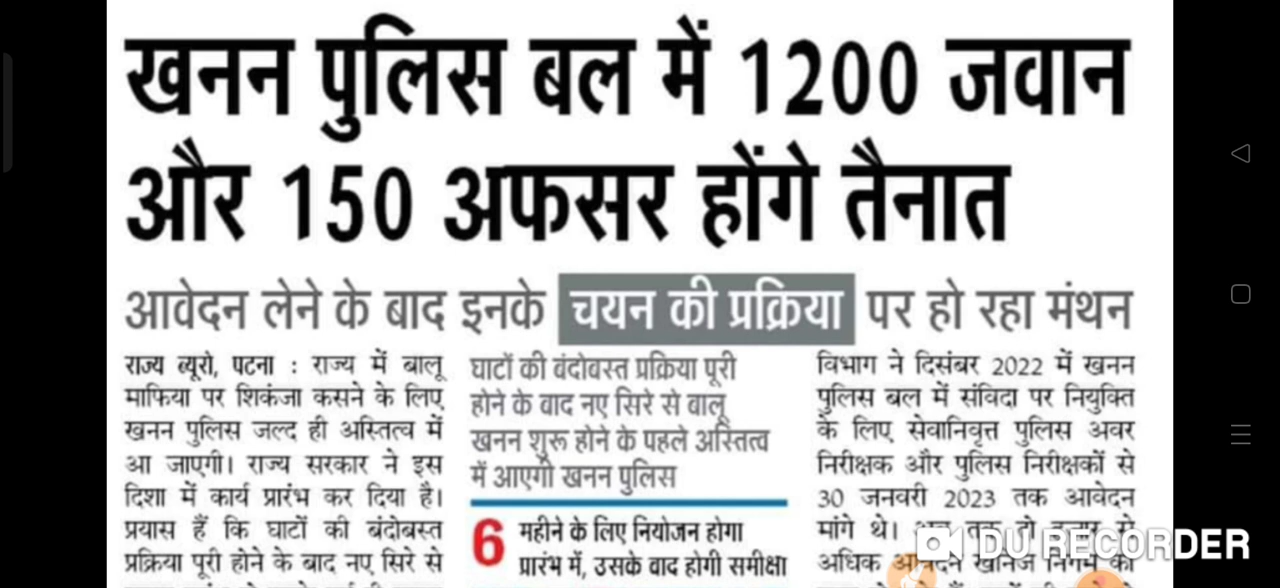 खनन पुलिस बल में 1200 जवान
और 150 अफसर होंगे तैनात
आवेदन लेने के बाद इनके चयन की प्रक्रिया पर हो रहा मंथन
राज्य ब्यूरो, पटना : राज्य में बालू
माफिया पर शिकंजा कसने के लिए
खनन पुलिस जल्द ही अस्तित्व में
आ जाएगी। राज्य सरकार ने इस
दिशा में कार्य प्रारंभ कर दिया है।
प्रयास हैं कि घाटों की बंदोबस्त
प्रक्रिया पूरी होने के बाद नए सिरे से
घाटों की बंदोबस्त प्रक्रिया पूरी
होने के बाद नए सिरे से बालू
खनन शुरू होने के पहले अस्तित्व
में आएगी खनन पुलिस
6 महीने के लिए नियोजन होगा
प्रारंभ में, उसके बाद होगी समीक्षा
विभाग ने दिसंबर 2022 में खनन
पुलिस बल में संविदा पर नियुक्ति
के लिए सेवानिवृत्त पुलिस अवर
निरीक्षक और पुलिस निरीक्षकों से
30 जनवरी 2023 तक आवेदन
मांगे थे। तक से
अधिक खनिज निगम को
DU RECORDER